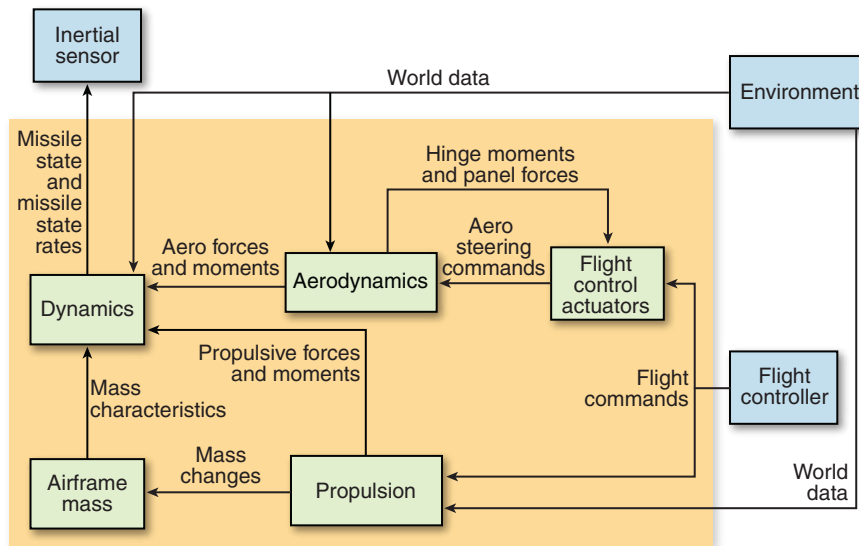 Inertial
sensor
World data
Environment
Missile
state
and
missile
state
rates
Hinge moments
and panel forces
Aero forces
and moments
Aerodynamics
Aero
steering
commands
Flight
control
actuators
Dynamics
Propulsive forces
and moments
Mass
characteristics
Flight
commands
Flight
controller
Airframe
mass
Mass
changes
Propulsion
World
data